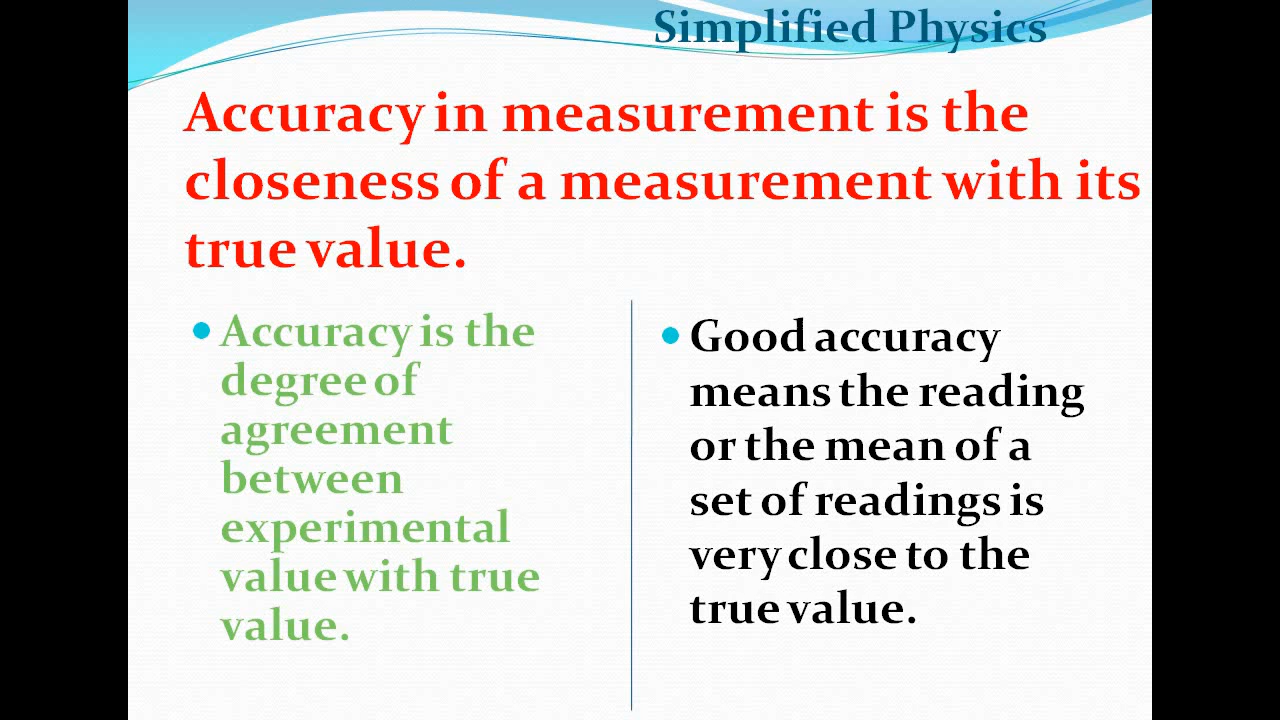 Simplified Physics
Accuracy in measurement is the
closeness of a measurement with its
true value.
Accuracy is the
degree of
agreement
between
experimental
value with true
value.
Good accuracy
means the reading
or the mean of a
set of readings is
very close to the
true value.